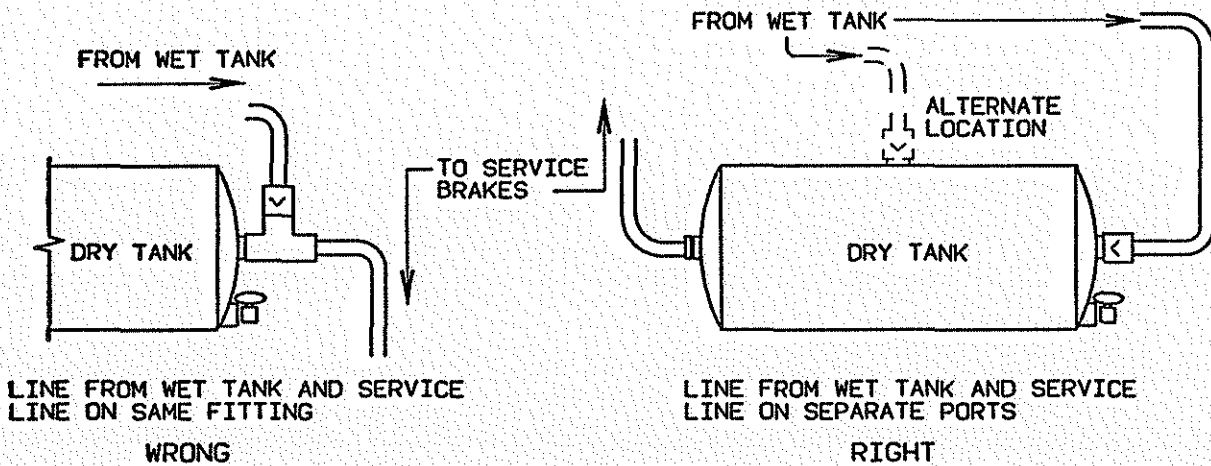 FROM WET TANK
DRY TANK
LINE FROM WET TANK AND SERVICE
LINE ON SAME FITTING
WRONG
TO SERVICE
BRAKES
FROM WET TANK
ALTERNATE
LOCATION
DRY TANK
LINE FROM WET TANK AND SERVICE
LINE ON SEPARATE PORTS
RIGHT